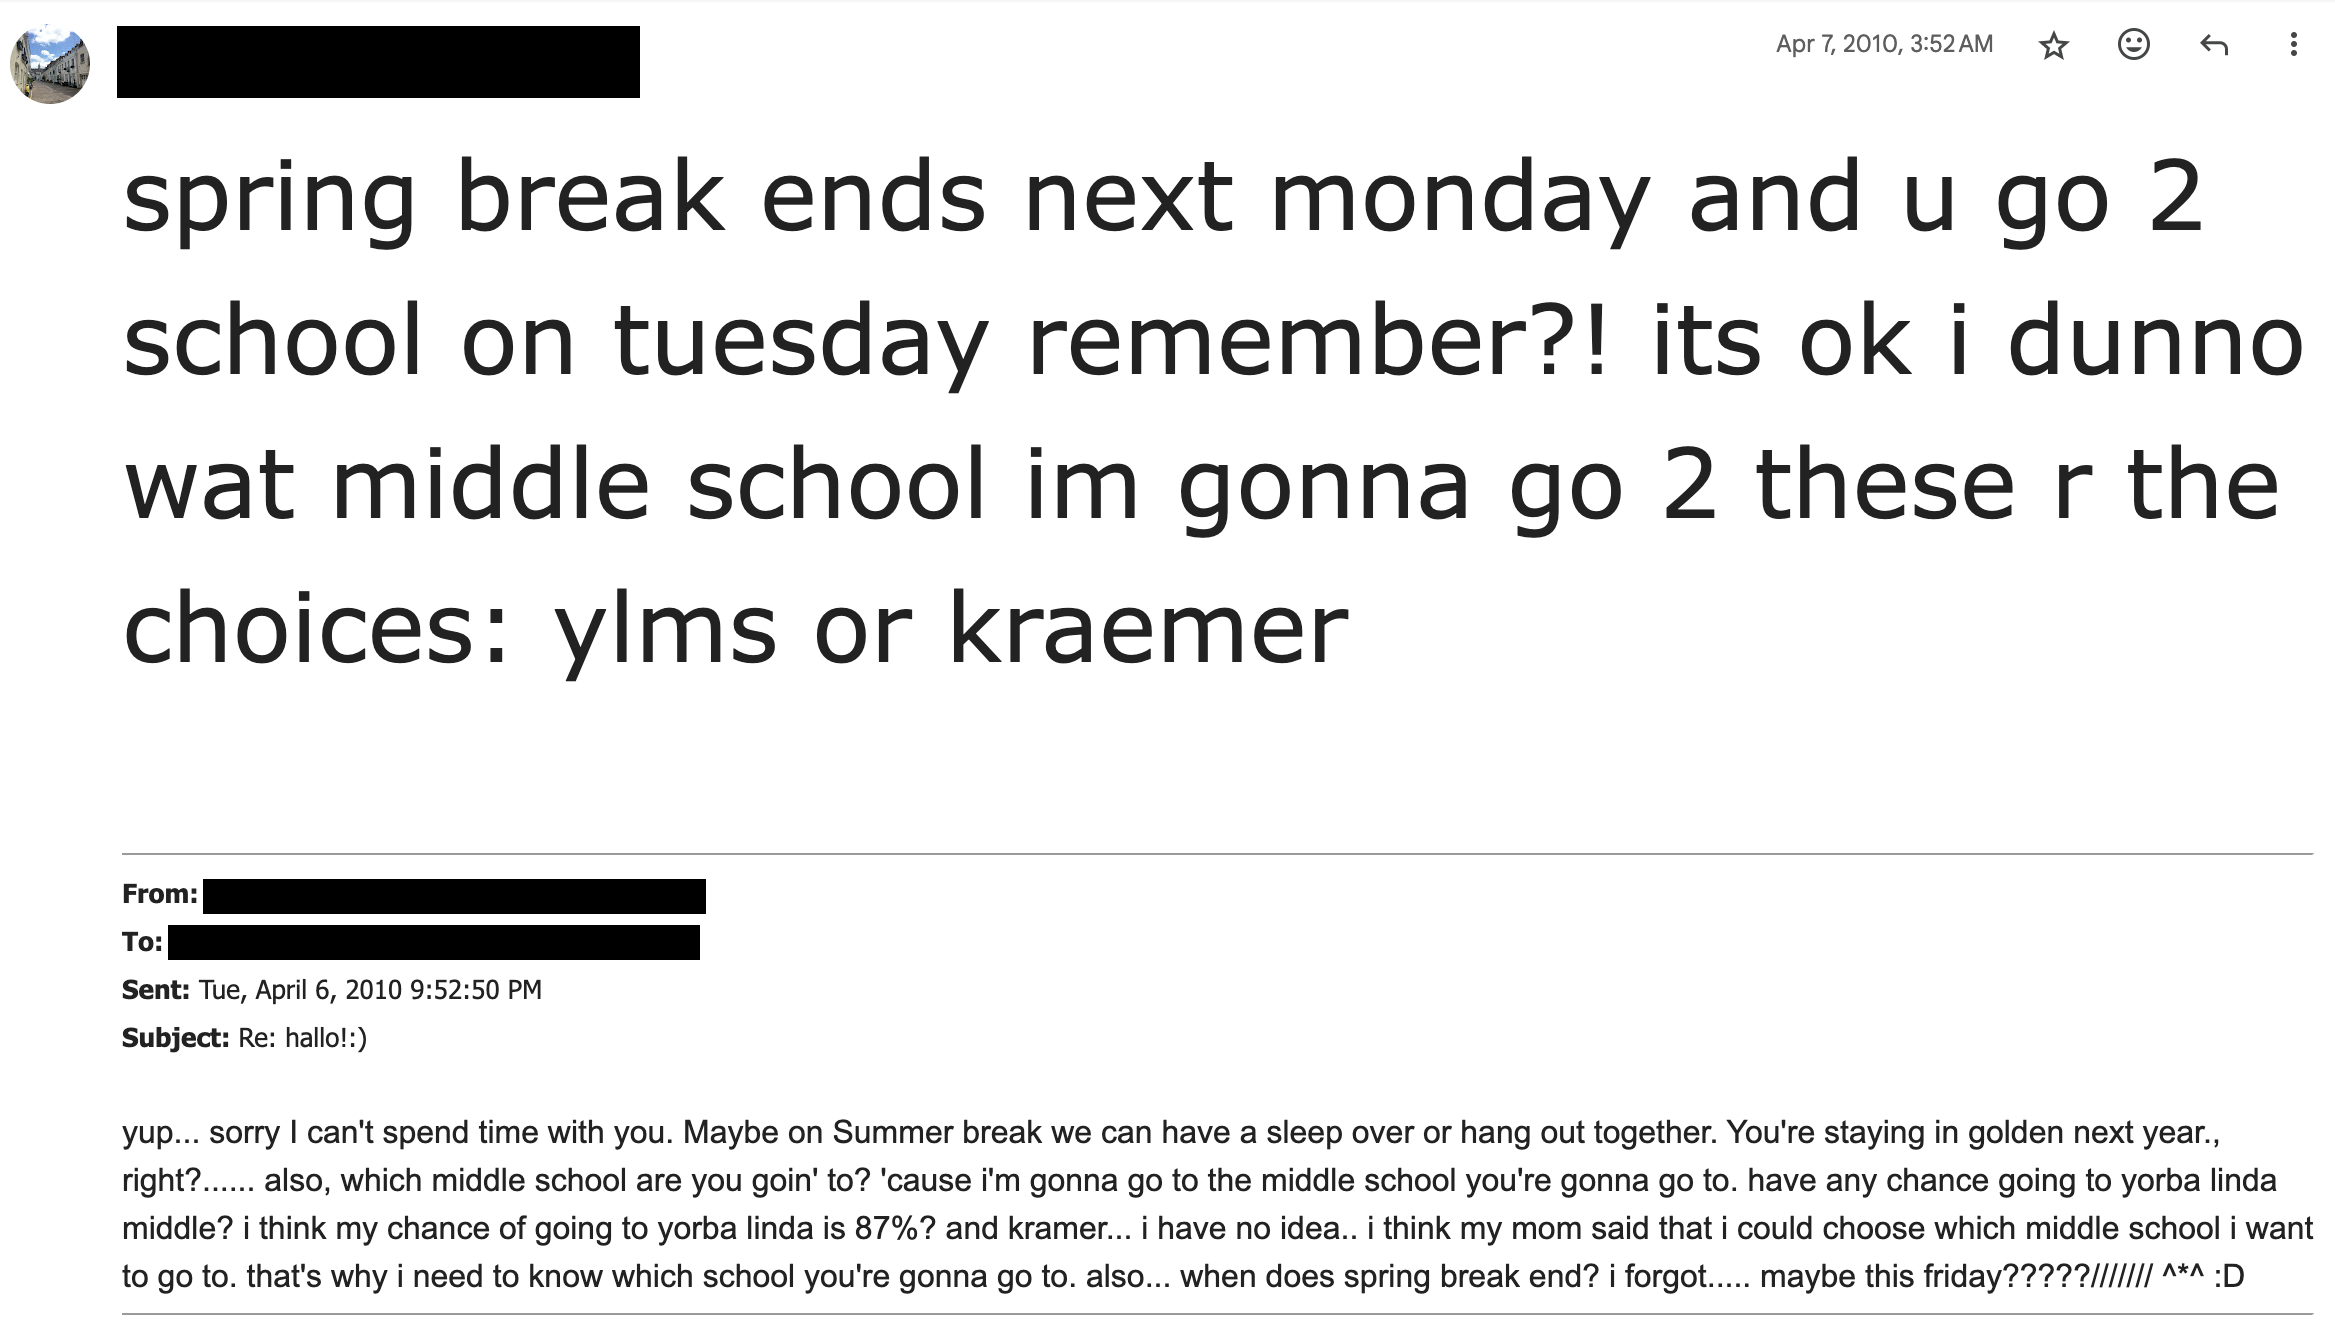 Apr 7, 2010, 3:52 AM
spring break ends next monday and u go 2
school on tuesday remember?! its ok i dunno
wat middle school im gonna go 2 these r the
choices: ylms or kraemer
From:
To:
Sent: Tue, April 6, 2010 9:52:50 PM
Subject: Re: hallo!:)
yup... sorry I can't spend time with you. Maybe on Summer break we can have a sleep over or hang out together. You're staying in golden next year.,
right?...... also, which middle school are you goin' to? 'cause i'm gonna go to the middle school you're gonna go to. have any chance going to yorba linda
middle? i think my chance of going to yorba linda is 87%? and kramer... i have no idea.. i think my mom said that i could choose which middle school i want
to go to. that's why i need to know which school you're gonna go to. also... when does spring break end? i forgot..... maybe this friday?????/////// ^*^ :D